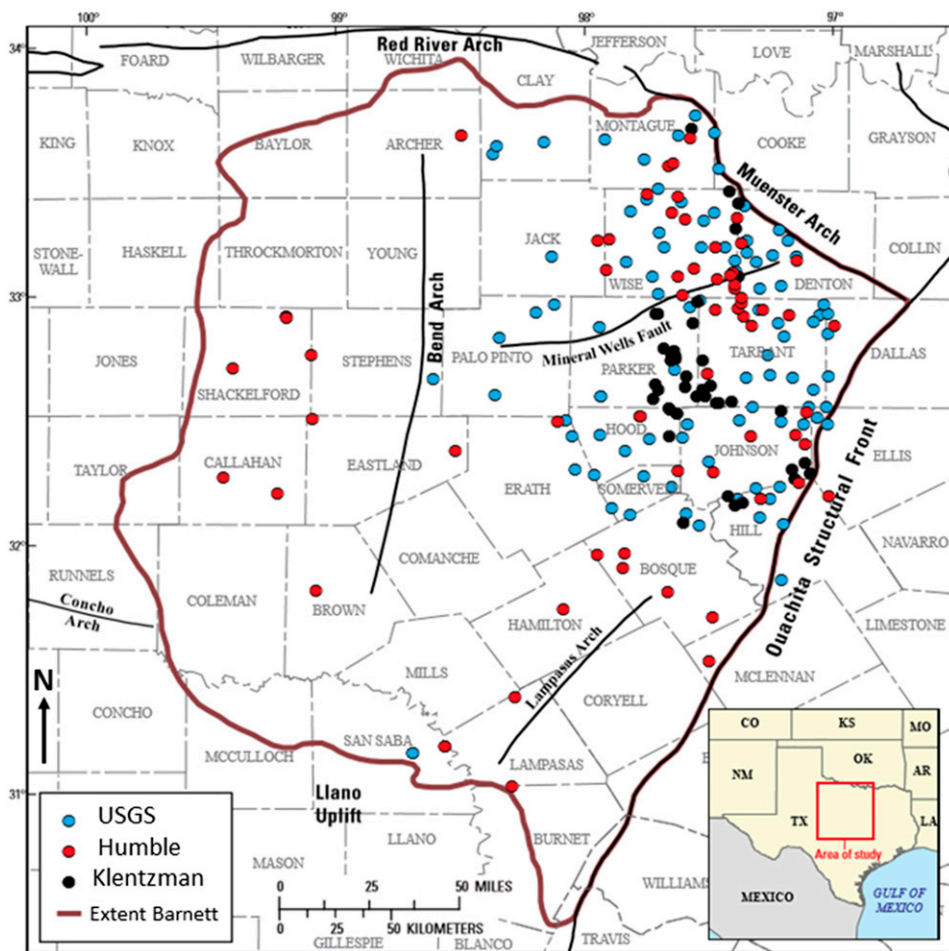 100°
99°
98°
97°
34°
Red River Arch
JEFFERSON
LOVE
MARSHALL
FOARD
WILBARGER
WICHITA
CLAY
MONTAGUE
COOKE
GRAYSON
KING
KNOX
BAYLOR
ARCHER
Muenster Arch
STONE-
WALL
HASKELL
THROCKMORTON
YOUNG
JACK
WISE
DENTON
COLLIN
33°
Bend Arch
Mineral Wells Fault
JONES
SHACKELFORD
STEPHENS
PALO PINTO
PARKER
TARRANT
DALLAS
TAYLOR
CALLAHAN
EASTLAND
ERATH
HOOD
JOHNSON
ELLIS
SOMERVELL
HILL
NAVARRO
32°
Ouachita Structural Front
RUNNELS
Concho
Arch
COLEMAN
BROWN
COMANCHE
BOSQUE
HAMILTON
LIMESTONE
N
CONCHO
MILLS
Lampasas Arch
CORYELL
MCLENNAN
MCCULLOCH
SAN SABA
LAMPASAS
31°
Llano
Uplift
LLANO
BURNET
MASON
WILLIAMS
GILLESPIE
BLANCO
TRAVIS
USGS
Humble
Klentzman
Extent Barnett
0 25 50 MILES
0 25 50 KILOMETERS
CO
KS
MO
NM
OK
AR
TX
LA
Area of study
MEXICO
GULF OF
MEXICO